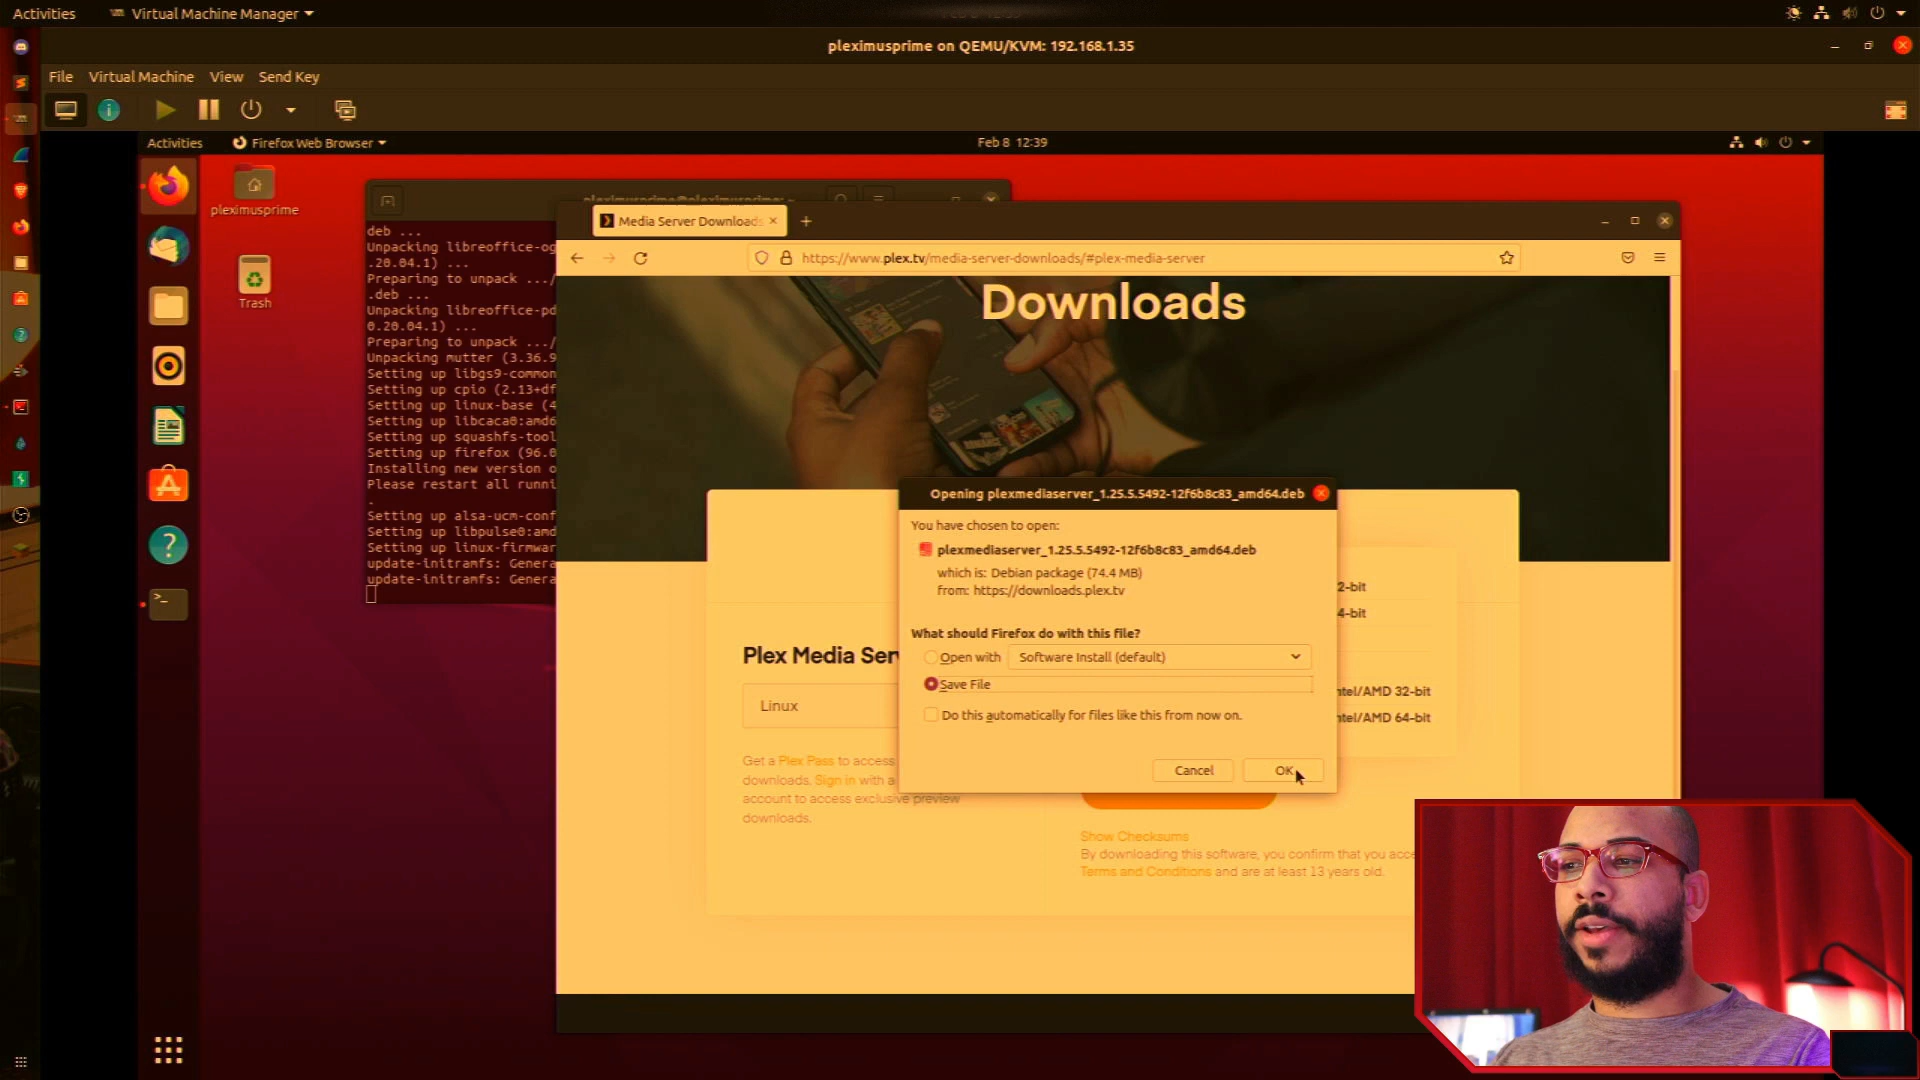 Activities
Virtual Machine Manager
pleximusprime on QEMU/KVM: 192.168.1.35
File Virtual Machine View Send Key
Activities
Firefox Web Browser
Feb 8 12:39
pleximusprime
Trash
deb ...
Unpacking libreoffice-og
.20.04.1) ...
Preparing to unpack .../
.deb ...
Unpacking libreoffice-pd
0.20.04.1) ...
Preparing to unpack .../
Unpacking mutter (3.36.9
Setting up libgs9-common
Setting up cpio (2.13+df
Setting up linux-base (4
Setting up libcaca0:amd6
Setting up squashfs-tool
Setting up firefox (96.0
Installing new version o
Please restart all runni
.
Setting up alsa-ucm-conf
Setting up libpulse0:amd
Setting up linux-firmwar
update-initramfs: Genera
update-initramfs: Genera
Media Server Downloads
https://www.plex.tv/media-server-downloads/#plex-media-server
Downloads
Opening plexmediaserver_1.25.5.5492-12f6b8c83_amd64.deb
You have chosen to open:
plexmediaserver_1.25.5.5492-12f6b8c83_amd64.deb
which is: Debian package (74.4 MB)
from: https://downloads.plex.tv
What should Firefox do with this file?
Open with Software Install (default)
Save File
Do this automatically for files like this from now on.
Cancel OK
Plex Media Ser
Linux
Get a Plex Pass to access
downloads. Sign in with a
account to access exclusive preview
downloads.
2-bit
4-bit
ntel/AMD 32-bit
ntel/AMD 64-bit
Show Checksums
By downloading this software, you confirm that you acce
Terms and Conditions and are at least 13 years old.